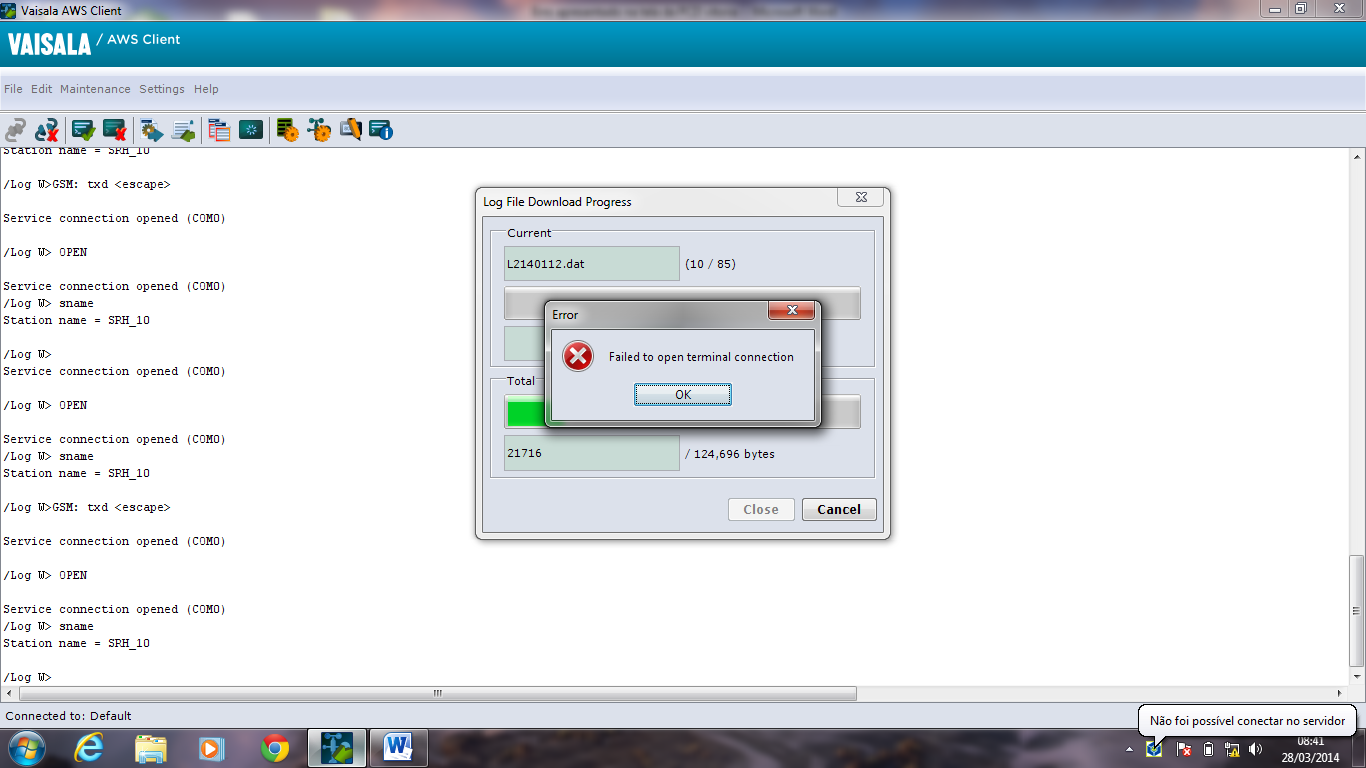 Vaisala AWS Client
VAISALA / AWS Client
File Edit Maintenance Settings Help
Station name = SRH_10
/Log W>GSM: txd <escape>
Service connection opened (COM0)
/Log W> OPEN
Service connection opened (COM0)
/Log W> sname
Station name = SRH_10
/Log W>
Service connection opened (COM0)
/Log W> OPEN
Service connection opened (COM0)
/Log W> sname
Station name = SRH_10
/Log W>GSM: txd <escape>
Service connection opened (COM0)
/Log W> OPEN
Service connection opened (COM0)
/Log W> sname
Station name = SRH_10
/Log W>
Log File Download Progress
Current
L2140112.dat (10 / 85)
Error
Failed to open terminal connection
OK
Total
21716 / 124,696 bytes
Close Cancel
Connected to: Default
Não foi possível conectar no servidor
08:41
28/03/2014